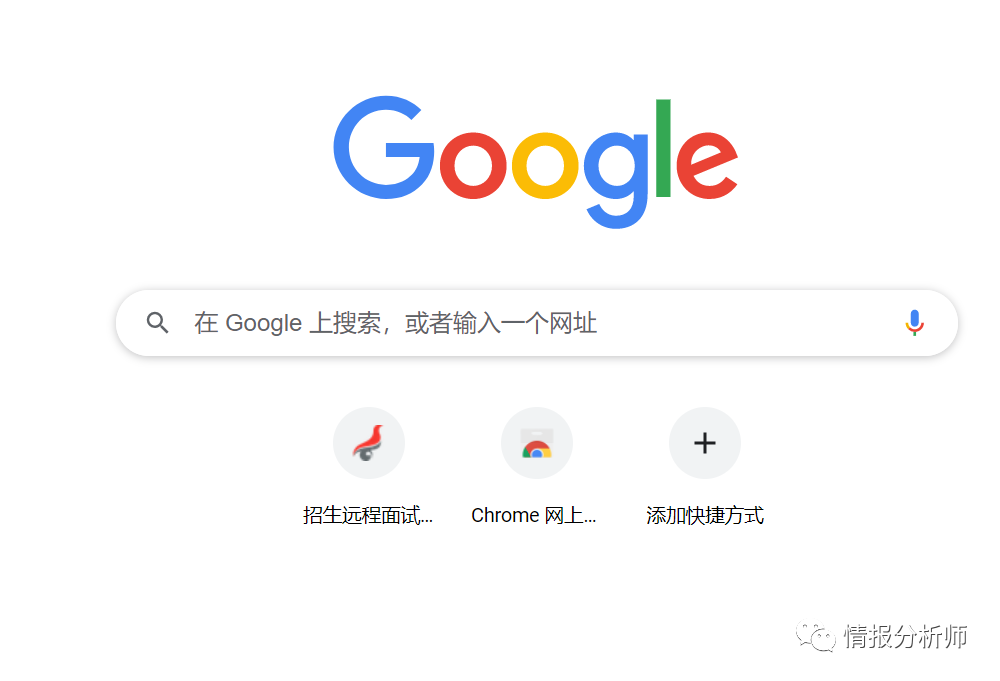 Google
在 Google 上搜索，或者输入一个网址
招生远程面试...
Chrome 网上...
添加快捷方式
情报分析师